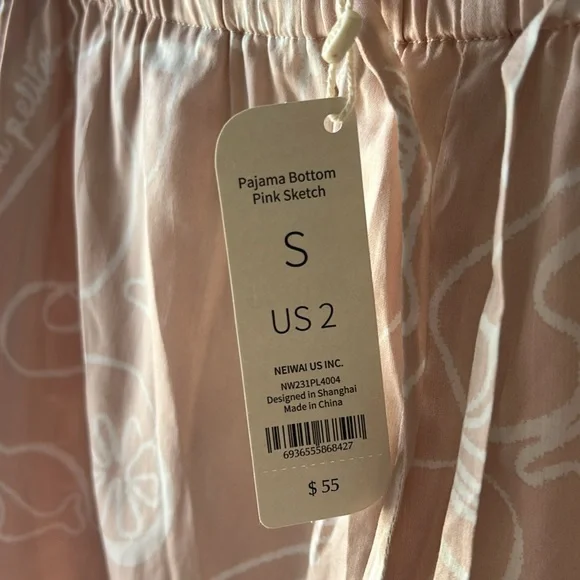 Pajama Bottom
Pink Sketch
S
US 2
NEIWAI US INC.
NW231PL4004
Designed in Shanghai
Made in China
6936555868427
$ 55